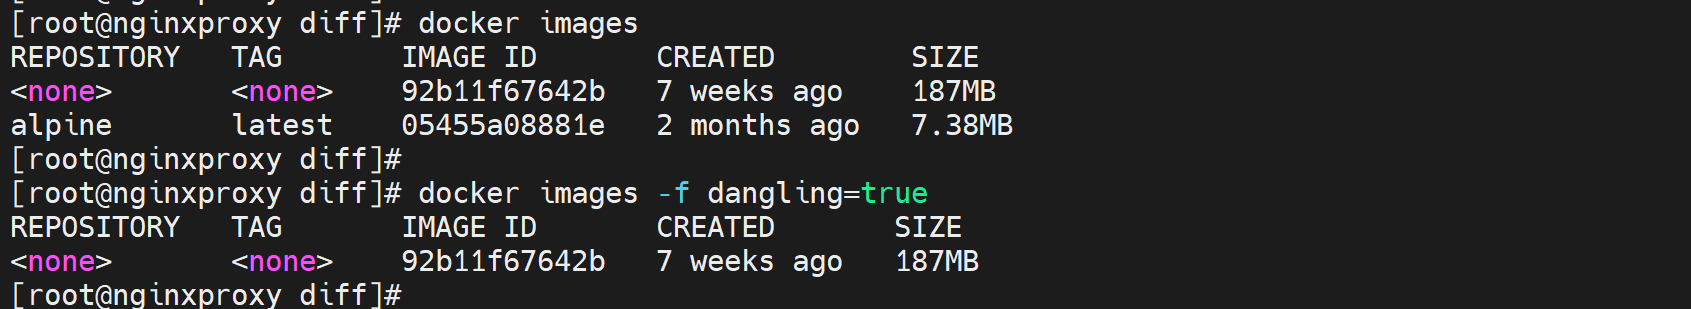 [root@nginxproxy diff]# docker images
REPOSITORY   TAG       IMAGE ID       CREATED        SIZE
<none>       <none>    92b11f67642b   7 weeks ago    187MB
alpine       latest    05455a08881e   2 months ago   7.38MB
[root@nginxproxy diff]#
[root@nginxproxy diff]# docker images -f dangling=true
REPOSITORY   TAG       IMAGE ID       CREATED       SIZE
<none>       <none>    92b11f67642b   7 weeks ago   187MB
[root@nginxproxy diff]#